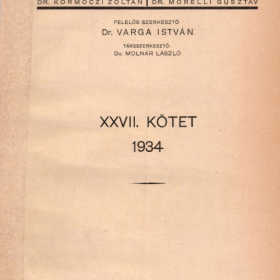 DR. KORMÓCZI ZOLTÁN | DR. MORELLI GUSZTÁV
FELELŐS SZERKESZTŐ
Dr. VARGA ISTVÁN
TÁRSSZERKESZTŐ:
Dr. MOLNÁR LÁSZLÓ
XXVII. KÖTET
1934